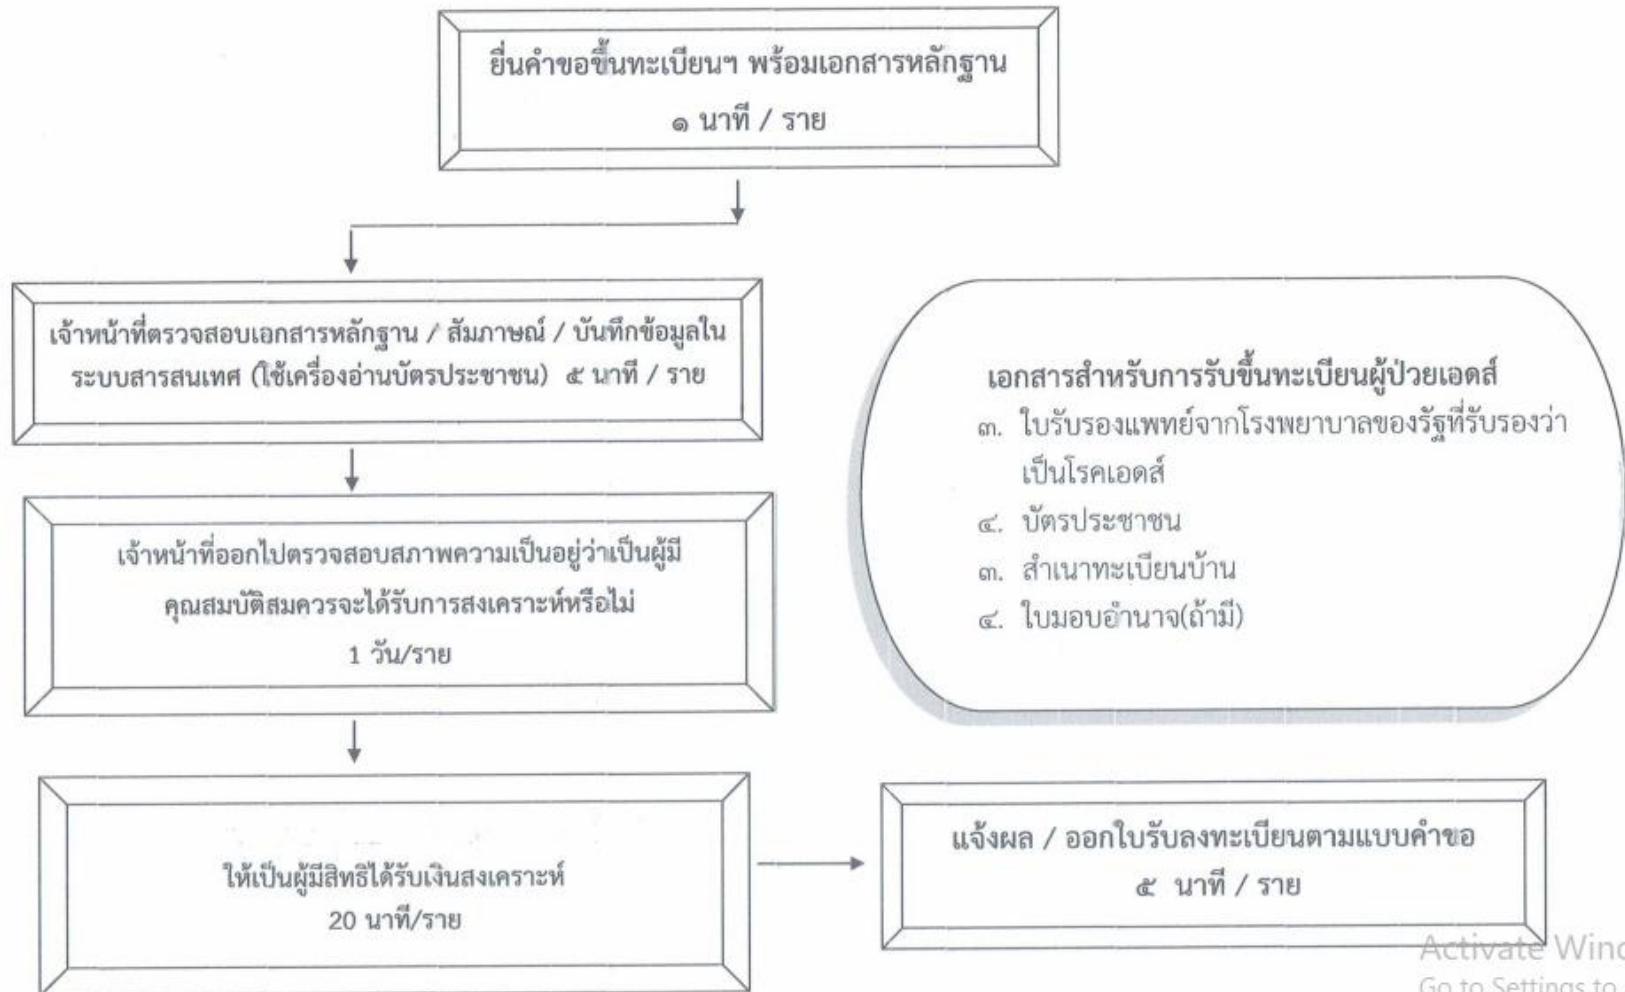 ยื่นคำขอขึ้นทะเบียนฯ พร้อมเอกสารหลักฐาน
๑ นาที / ราย
เจ้าหน้าที่ตรวจสอบเอกสารหลักฐาน / สัมภาษณ์ / บันทึกข้อมูลใน
ระบบสารสนเทศ (ใช้เครื่องอ่านบัตรประชาชน) ๕ นาที / ราย
เจ้าหน้าที่ออกไปตรวจสอบสภาพความเป็นอยู่ว่าเป็นผู้มี
คุณสมบัติสมควรจะได้รับการสงเคราะห์หรือไม่
1 วัน/ราย
ให้เป็นผู้มีสิทธิได้รับเงินสงเคราะห์
20 นาที/ราย
เอกสารสำหรับการรับขึ้นทะเบียนผู้ป่วยเอดส์
๓. ใบรับรองแพทย์จากโรงพยาบาลของรัฐที่รับรองว่า
เป็นโรคเอดส์
๔. บัตรประชาชน
๓. สำเนาทะเบียนบ้าน
๔. ใบมอบอำนาจ(ถ้ามี)
แจ้งผล / ออกใบรับลงทะเบียนตามแบบคำขอ
๕ นาที / ราย
Activate Wind
Go to Settings to